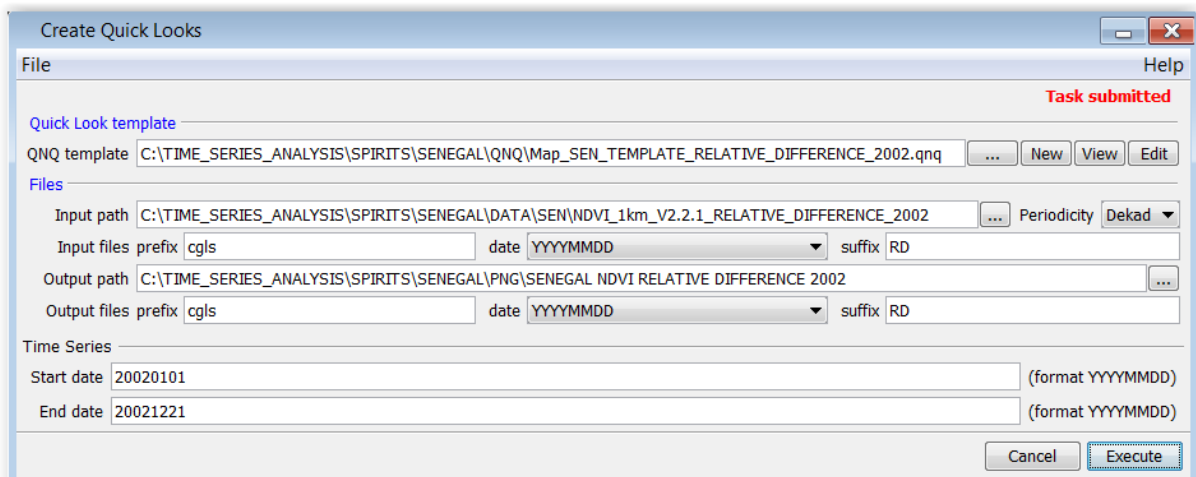 Create Quick Looks
File Help
Task submitted
Quick Look template
QNQ template C:\TIME_SERIES_ANALYSIS\SPIRITS\SENEGAL\QNQ\Map_SEN_TEMPLATE_RELATIVE_DIFFERENCE_2002.qnq ... New View Edit
Files
Input path C:\TIME_SERIES_ANALYSIS\SPIRITS\SENEGAL\DATA\SEN\NDVI_1km_V2.2.1_RELATIVE_DIFFERENCE_2002 ... Periodicity Dekad
Input files prefix cgls date YYYYMMDD suffix RD
Output path C:\TIME_SERIES_ANALYSIS\SPIRITS\SENEGAL\PNG\SENEGAL NDVI RELATIVE DIFFERENCE 2002 ...
Output files prefix cgls date YYYYMMDD suffix RD
Time Series
Start date 20020101 (format YYYYMMDD)
End date 20021221 (format YYYYMMDD)
Cancel Execute